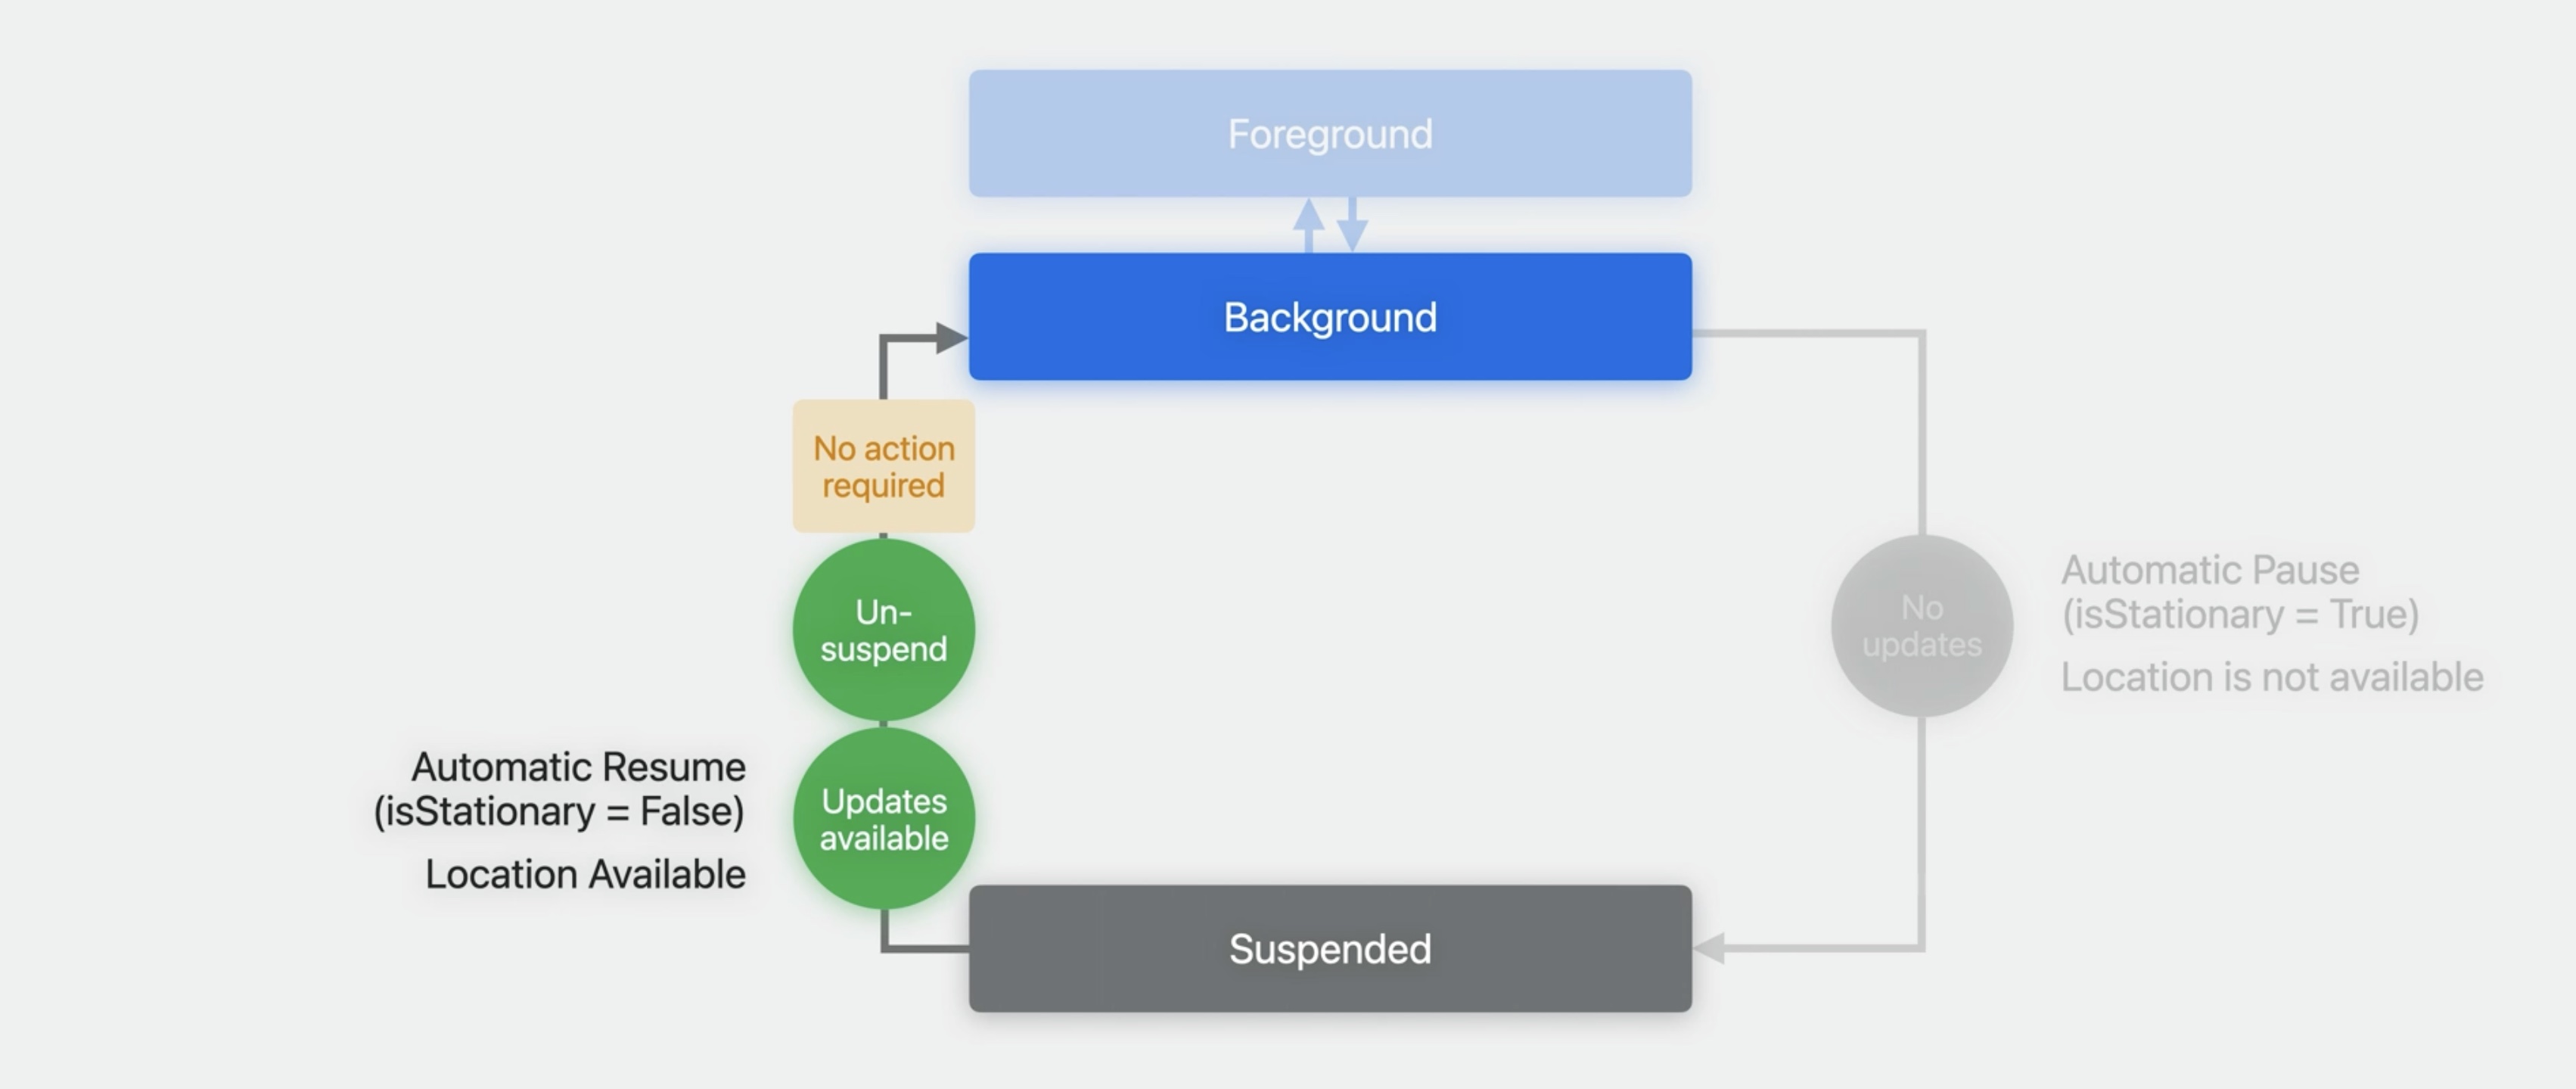 Foreground
Background
No action
required
Un-
suspend
Updates
available
Automatic Resume
(isStationary = False)
Location Available
No
updates
Automatic Pause
(isStationary = True)
Location is not available
Suspended